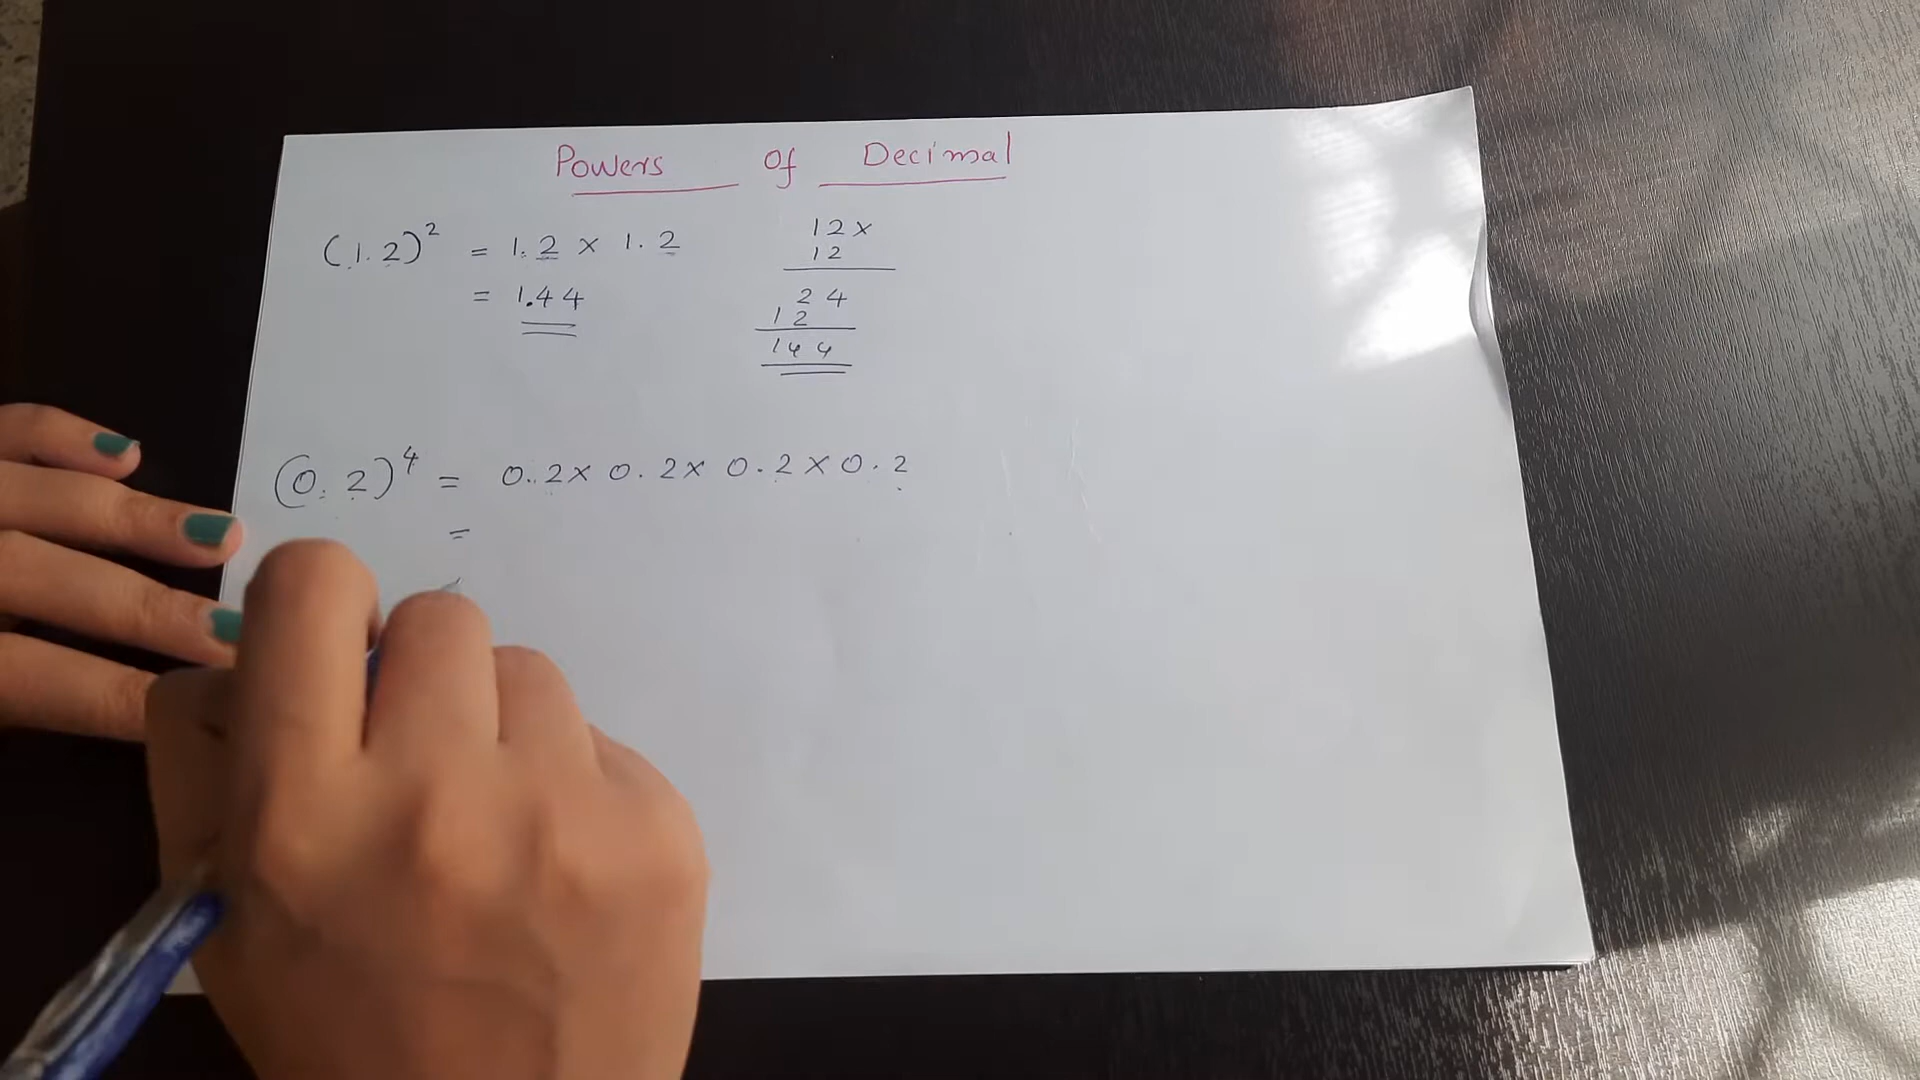 Powers Of Decimal
(1.2)² = 1.2 × 1.2
= 1.44
12×
12
24
12
144
(0.2)⁴ = 0.2× 0.2× 0.2×0.2
=